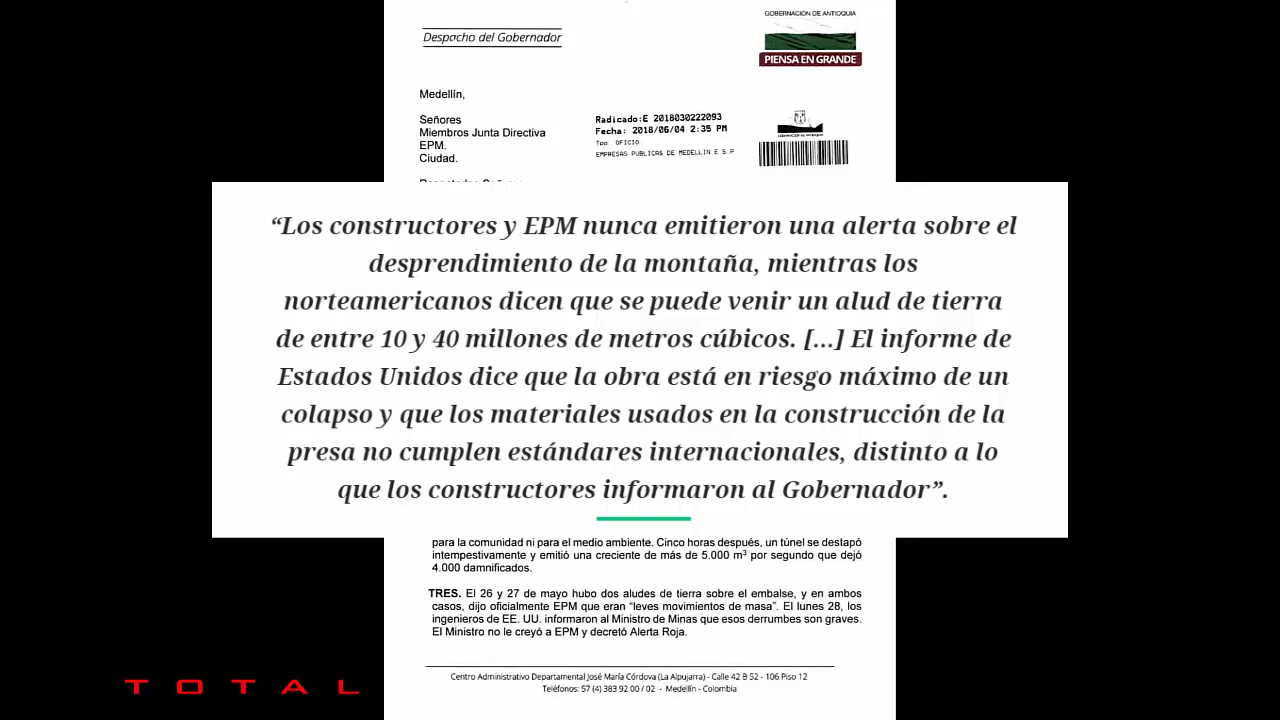 Despacho del Gobernador
GOBERNACIÓN DE ANTIOQUIA
PIENSA EN GRANDE
Medellín,
Señores
Miembros Junta Directiva
EPM.
Ciudad.
Radicado:E 2018030222093
Fecha: 2018/06/04 2:35 PM
Tpo: OFICIO
EMPRESAS PUBLICAS DE MEDELLIN E.S.P
“Los constructores y EPM nunca emitieron una alerta sobre el
desprendimiento de la montaña, mientras los
norteamericanos dicen que se puede venir un alud de tierra
de entre 10 y 40 millones de metros cúbicos. [...] El informe de
Estados Unidos dice que la obra está en riesgo máximo de un
colapso y que los materiales usados en la construcción de la
presa no cumplen estándares internacionales, distinto a lo
que los constructores informaron al Gobernador”.
para la comunidad ni para el medio ambiente. Cinco horas después, un túnel se destapó
intempestivamente y emitió una creciente de más de 5.000 m³ por segundo que dejó
4.000 damnificados.
TRES. El 26 y 27 de mayo hubo dos aludes de tierra sobre el embalse, y en ambos
casos, dijo oficialmente EPM que eran “leves movimientos de masa”. El lunes 28, los
ingenieros de EE. UU. informaron al Ministro de Minas que esos derrumbes son graves.
El Ministro no le creyó a EPM y decretó Alerta Roja.
Centro Administrativo Departamental José María Córdova (La Alpujarra) - Calle 42 B 52 - 106 Piso 12
Teléfonos: 57 (4) 383 92 00 / 02 - Medellín - Colombia
TOTAL